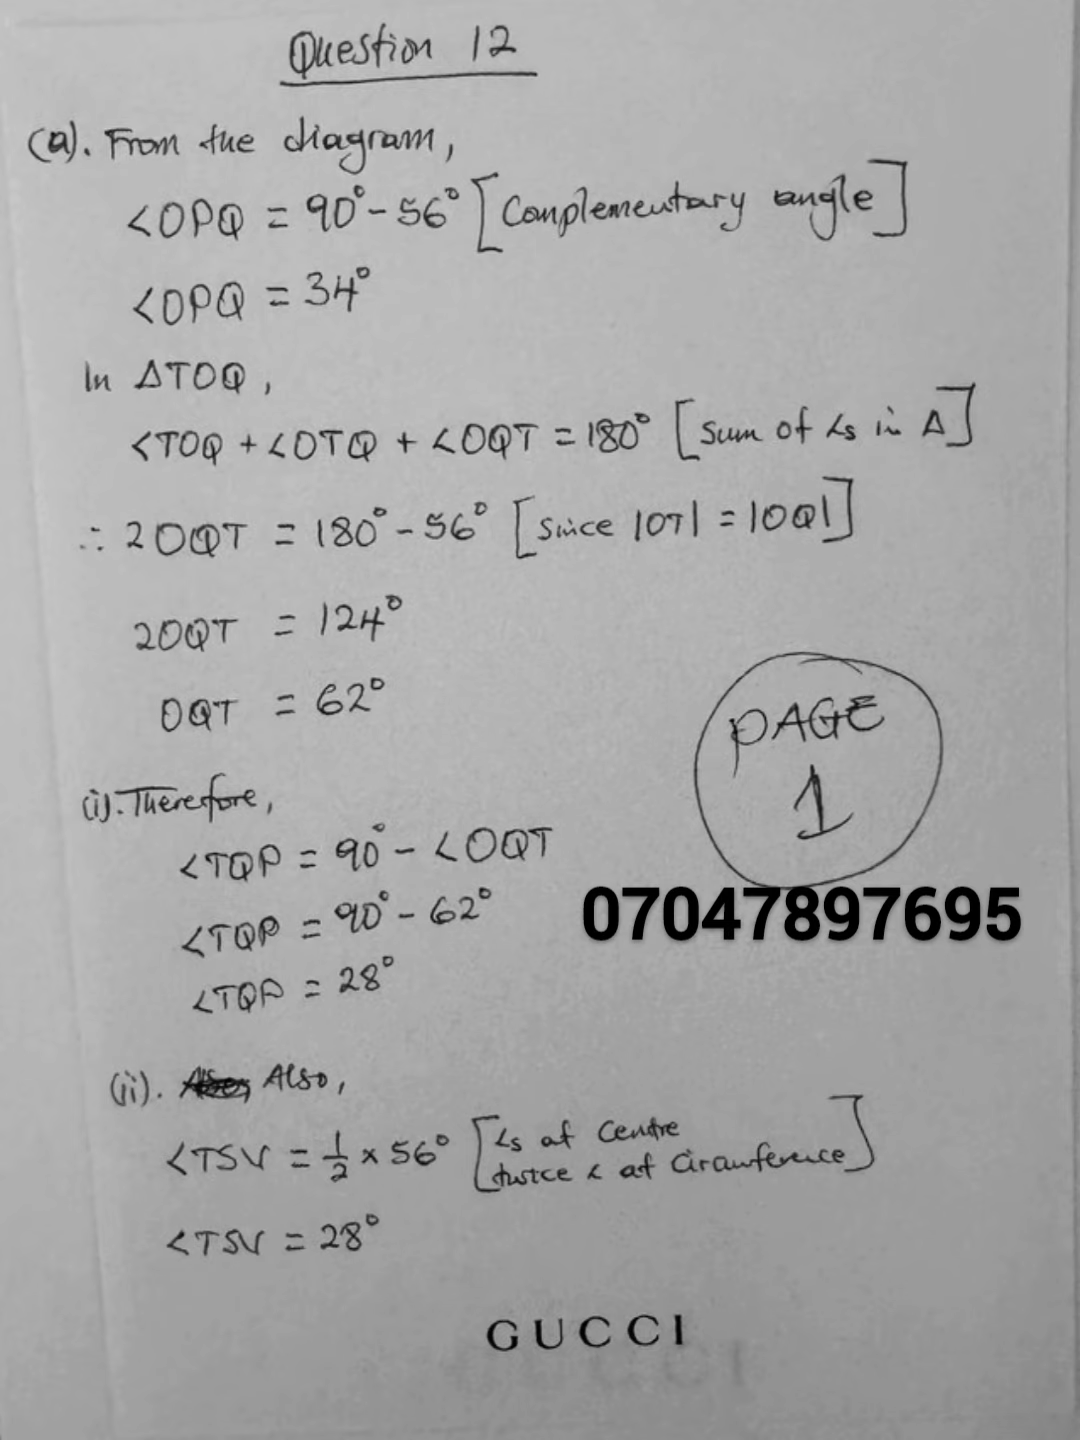 Question 12
(a). From the diagram,
<OPQ = 90° - 56° [Complementary angle]
<OPQ = 34°
In ΔTOQ,
<TOQ + <OTQ + <OQT = 180° [Sum of <s in Δ]
∴ 2OQT = 180° - 56° [Since |OT| = |OQ|]
2OQT = 124°
OQT = 62°
PAGE
1
(i). Therefore,
<TQP = 90° - <OQT
<TQP = 90° - 62°
<TQP = 28°
07047897695
(ii). Also,
<TSV = 1/2 × 56° [<s at Centre
twice < at Circumference]
<TSV = 28°
GUCCI